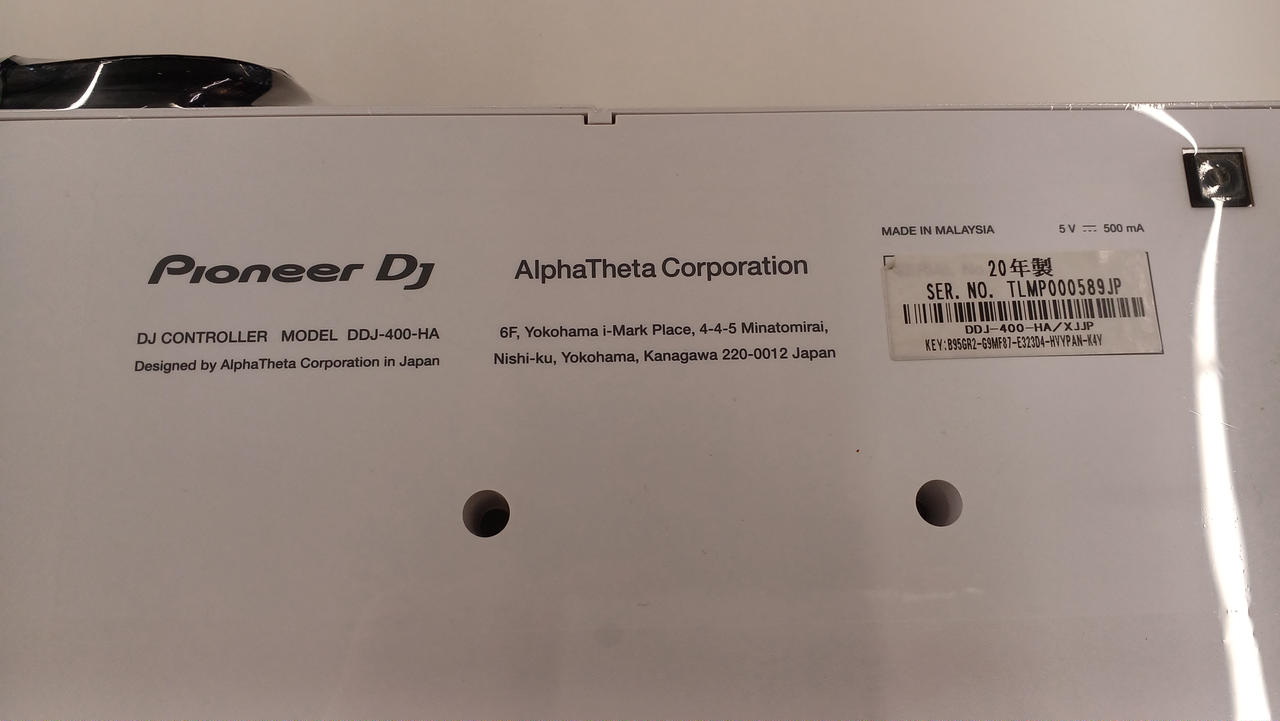 Pioneer Dj
DJ CONTROLLER MODEL DDJ-400-HA
Designed by AlphaTheta Corporation in Japan
AlphaTheta Corporation
6F, Yokohama i-Mark Place, 4-4-5 Minatomirai,
Nishi-ku, Yokohama, Kanagawa 220-0012 Japan
MADE IN MALAYSIA 5 V ⎓ 500 mA
20年製
SER. NO. TLMP000589JP
DDJ-400-HA/XJJP
KEY:B95GR2-G9MF87-E323D4-HVYPAN-K4Y